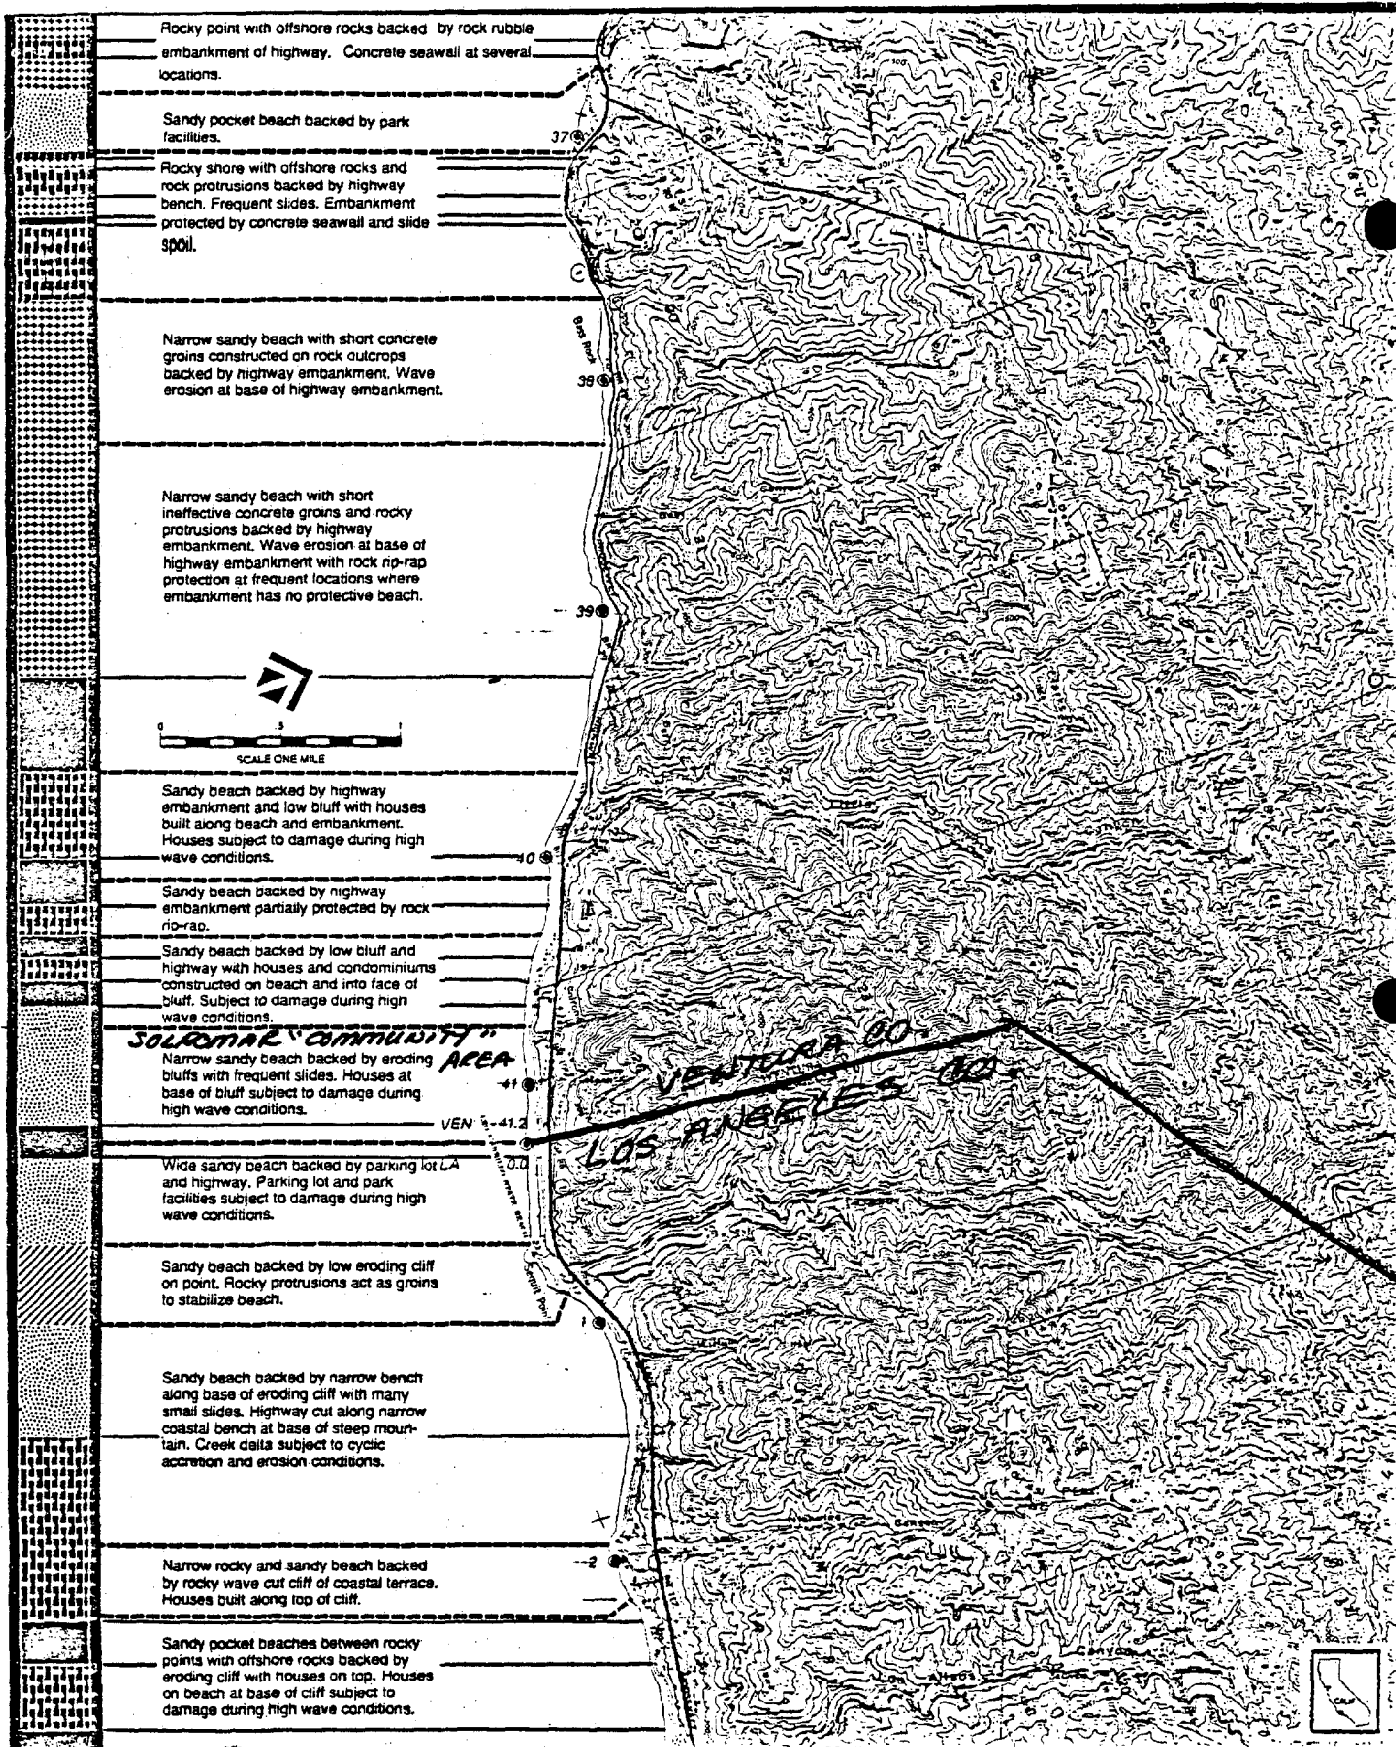 Rocky point with offshore rocks backed by rock rubble
embankment of highway. Concrete seawall at several
locations.
Sandy pocket beach backed by park
facilities.
37
Rocky shore with offshore rocks and
rock protrusions backed by highway
bench. Frequent slides. Embankment
protected by concrete seawall and slide
spoil.
Narrow sandy beach with short concrete
groins constructed on rock outcrops
backed by highway embankment. Wave
erosion at base of highway embankment.
39
Narrow sandy beach with short
ineffective concrete groins and rocky
protrusions backed by highway
embankment. Wave erosion at base of
highway embankment with rock rip-rap
protection at frequent locations where
embankment has no protective beach.
39
0 .5 1
SCALE ONE MILE
Sandy beach backed by highway
embankment and low bluff with houses
built along beach and embankment.
Houses subject to damage during high
wave conditions.
40
Sandy beach backed by highway
embankment partially protected by rock
rip-rap.
Sandy beach backed by low bluff and
highway with houses and condominiums
constructed on beach and into face of
bluff. Subject to damage during high
wave conditions.
SOLROMAR "COMMUNITY"
AREA
Narrow sandy beach backed by eroding
bluffs with frequent slides. Houses at
base of bluff subject to damage during
high wave conditions.
41
VENTURA CO.
LOS ANGELES CO.
VEN 41.2
LA 0.0
Wide sandy beach backed by parking lot
and highway. Parking lot and park
facilities subject to damage during high
wave conditions.
Sandy beach backed by low eroding cliff
on point. Rocky protrusions act as groins
to stabilize beach.
Sequit Point
1
Sandy beach backed by narrow bench
along base of eroding cliff with many
small slides. Highway cut along narrow
coastal bench at base of steep moun-
tain. Creek delta subject to cyclic
accretion and erosion conditions.
2
Narrow rocky and sandy beach backed
by rocky wave cut cliff of coastal terrace.
Houses built along top of cliff.
Sandy pocket beaches between rocky
points with offshore rocks backed by
eroding cliff with houses on top. Houses
on beach at base of cliff subject to
damage during high wave conditions.
Los Alisos Canyon
CALIF